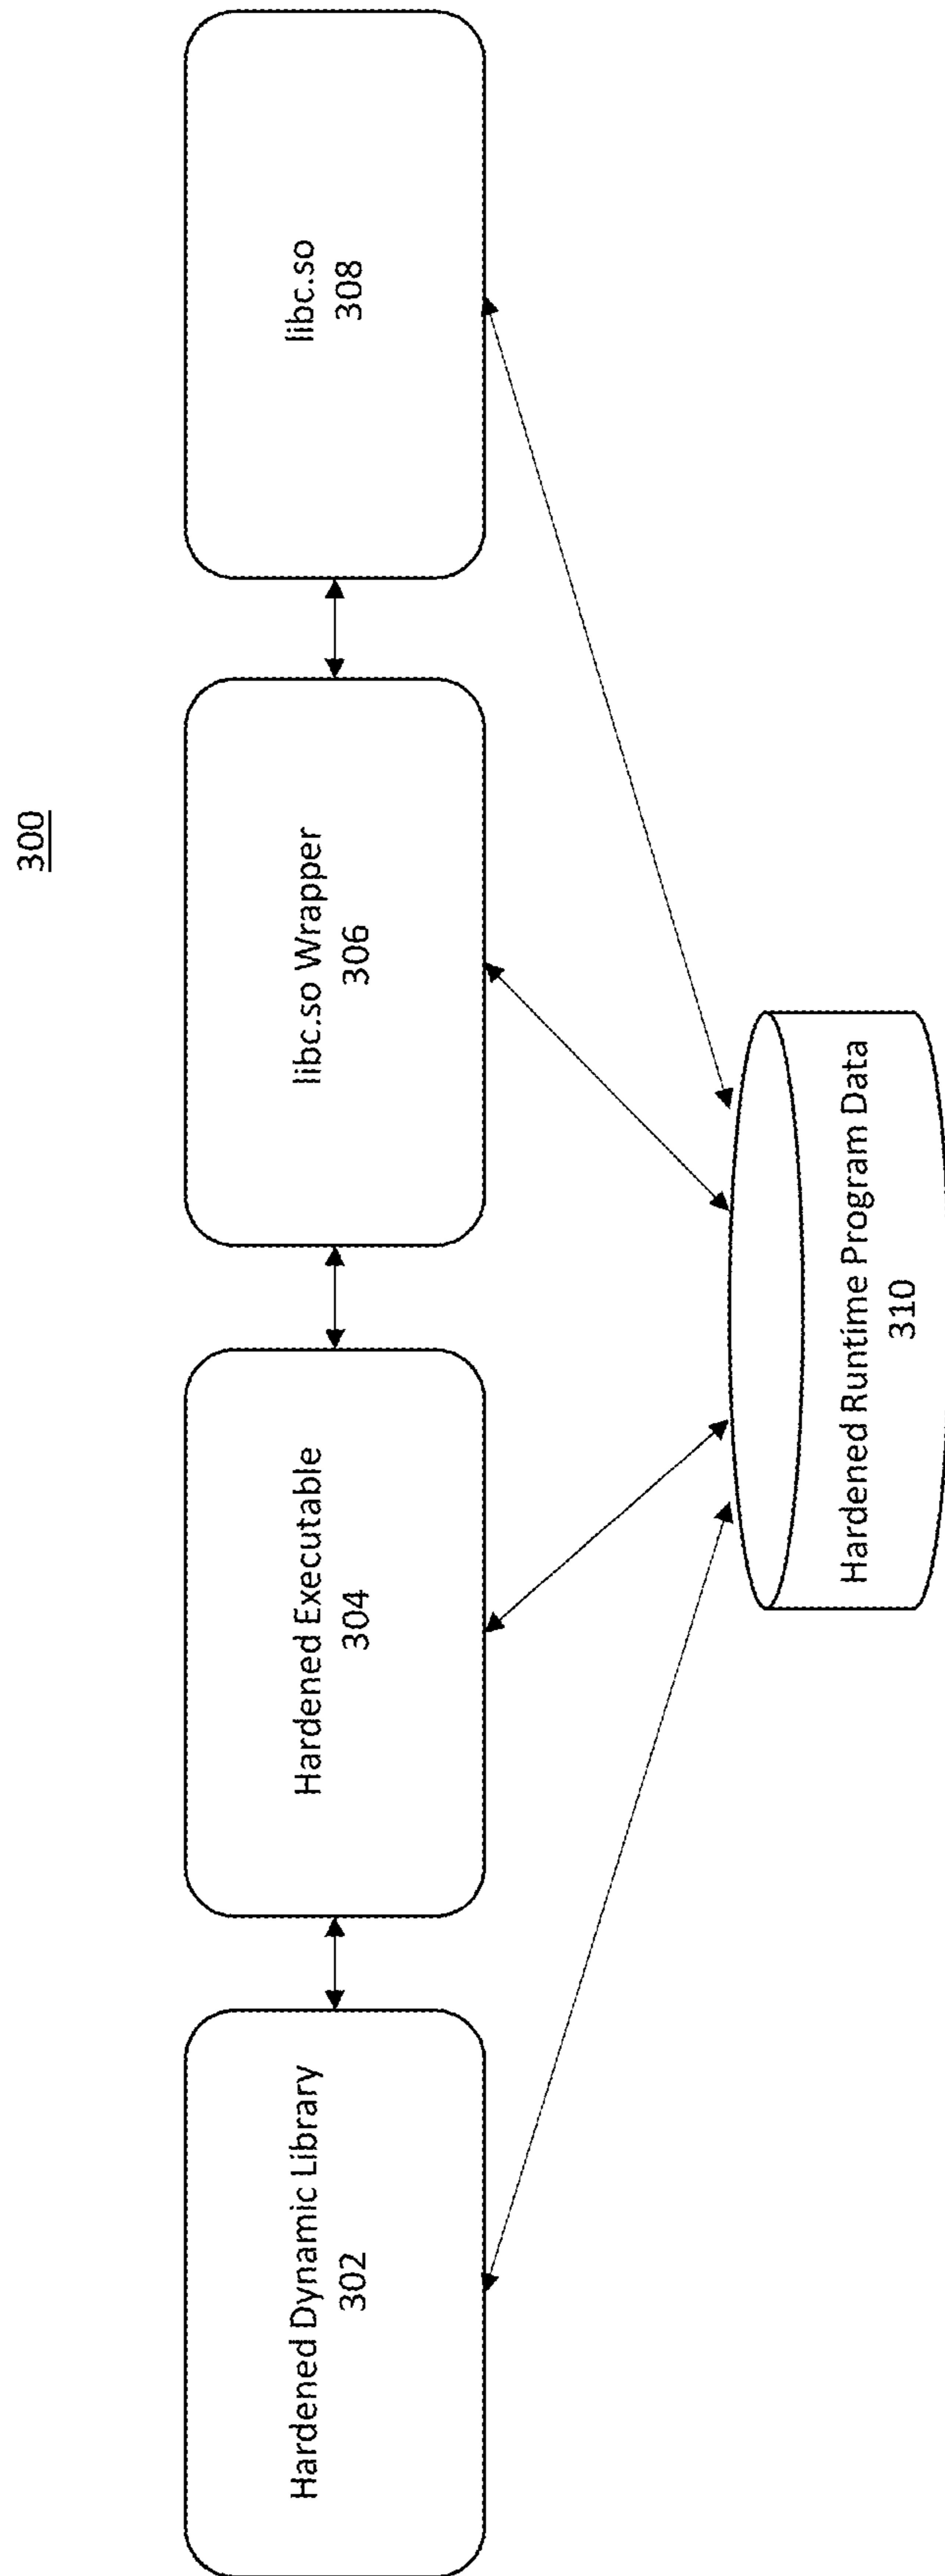 300
Hardened Dynamic Library
302
Hardened Executable
304
libc.so Wrapper
306
libc.so
308
Hardened Runtime Program Data
310